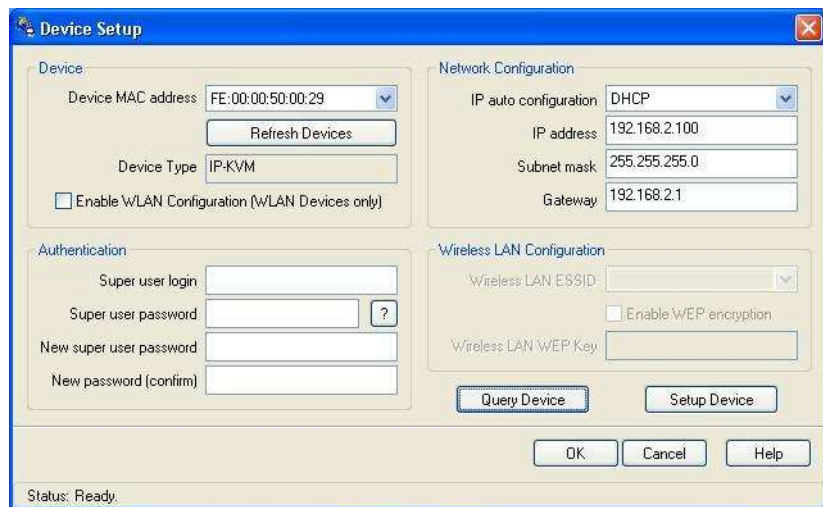 Device Setup
Device
Device MAC address FE:00:00:50:00:29
Refresh Devices
Device Type IP-KVM
Enable WLAN Configuration (WLAN Devices only)
Network Configuration
IP auto configuration DHCP
IP address 192.168.2.100
Subnet mask 255.255.255.0
Gateway 192.168.2.1
Authentication
Super user login
Super user password ?
New super user password
New password (confirm)
Wireless LAN Configuration
Wireless LAN ESSID
Enable WEP encryption
Wireless LAN WEP Key
Query Device Setup Device
OK Cancel Help
Status: Ready.